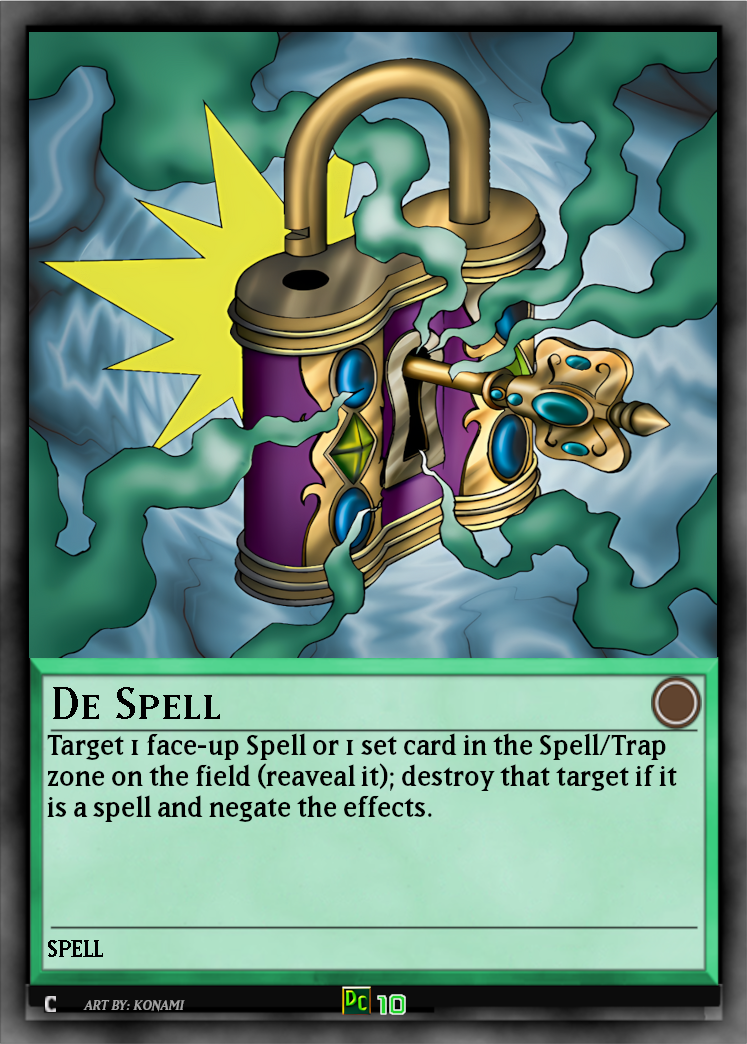 De Spell
Target 1 face-up Spell or 1 set card in the Spell/Trap
zone on the field (reaveal it); destroy that target if it
is a spell and negate the effects.
SPELL
C ART BY: KONAMI DC 10